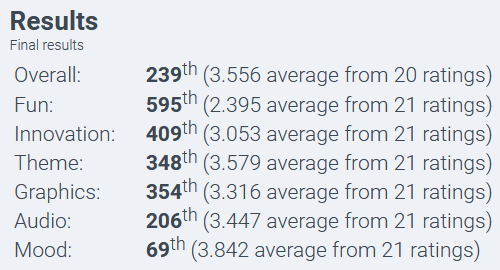 Results
Final results
Overall: 239th (3.556 average from 20 ratings)
Fun: 595th (2.395 average from 21 ratings)
Innovation: 409th (3.053 average from 21 ratings)
Theme: 348th (3.579 average from 21 ratings)
Graphics: 354th (3.316 average from 21 ratings)
Audio: 206th (3.447 average from 21 ratings)
Mood: 69th (3.842 average from 21 ratings)